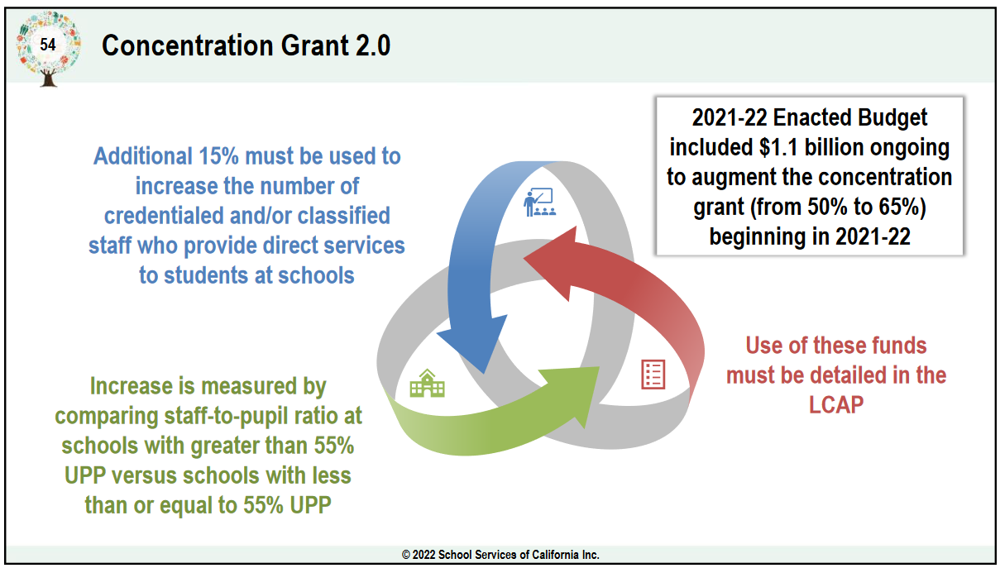 54
Concentration Grant 2.0
2021-22 Enacted Budget
included $1.1 billion ongoing
to augment the concentration
grant (from 50% to 65%)
beginning in 2021-22
Additional 15% must be used to
increase the number of
credentialed and/or classified
staff who provide direct services
to students at schools
Use of these funds
must be detailed in the
LCAP
Increase is measured by
comparing staff-to-pupil ratio at
schools with greater than 55%
UPP versus schools with less
than or equal to 55% UPP
© 2022 School Services of California Inc.